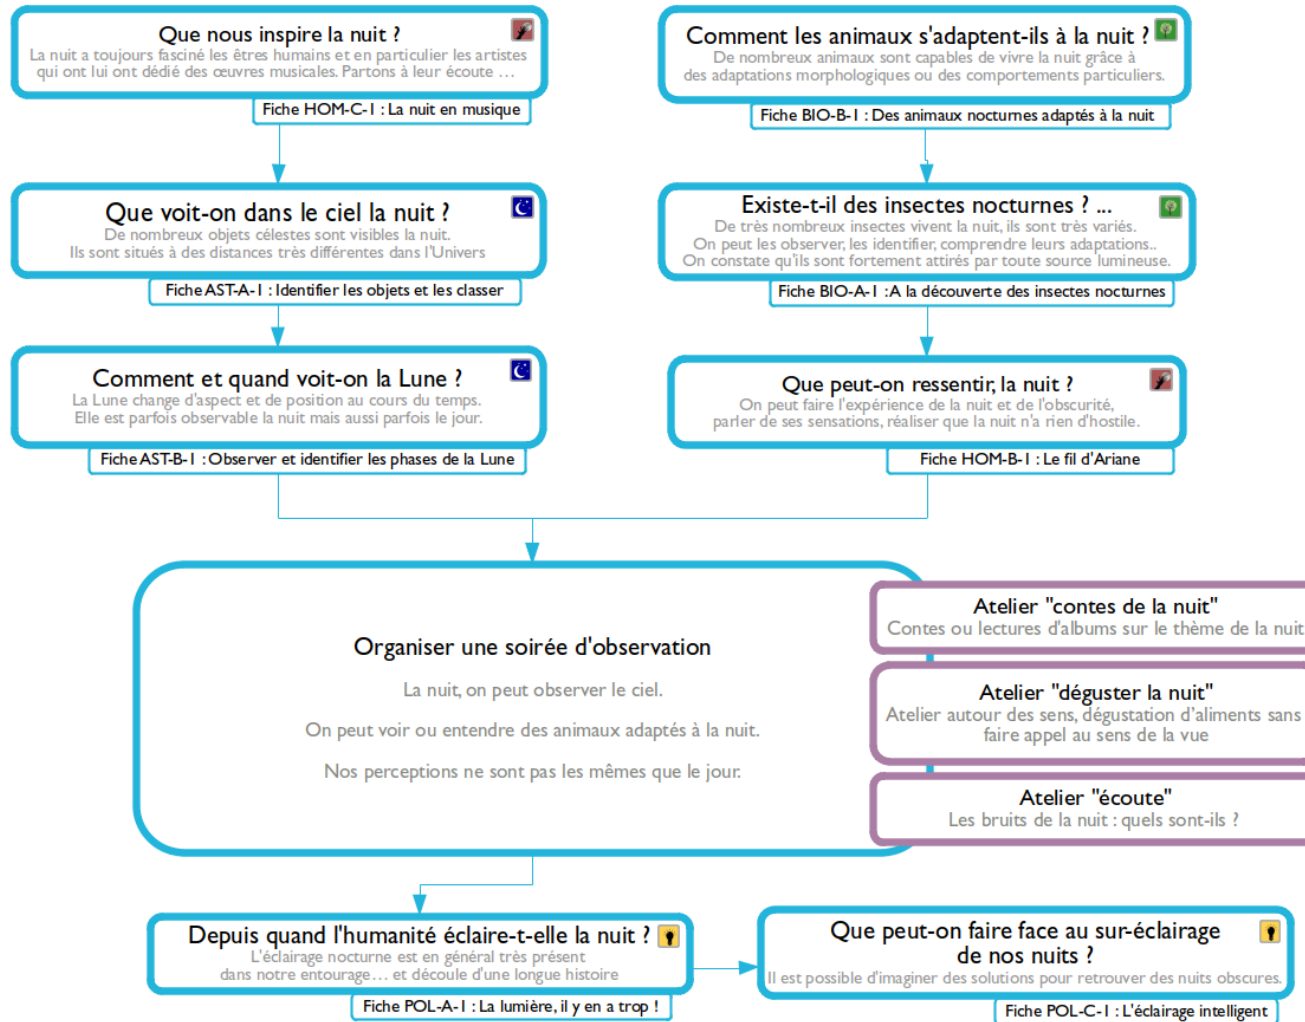 Que nous inspire la nuit ?
La nuit a toujours fasciné les êtres humains et en particulier les artistes
qui ont lui ont dédié des œuvres musicales. Partons à leur écoute …
Fiche HOM-C-1 : La nuit en musique
Que voit-on dans le ciel la nuit ?
De nombreux objets célestes sont visibles la nuit.
Ils sont situés à des distances très différentes dans l'Univers
Fiche AST-A-1 : Identifier les objets et les classer
Comment et quand voit-on la Lune ?
La Lune change d'aspect et de position au cours du temps.
Elle est parfois observable la nuit mais aussi parfois le jour.
Fiche AST-B-1 : Observer et identifier les phases de la Lune
Comment les animaux s'adaptent-ils à la nuit ?
De nombreux animaux sont capables de vivre la nuit grâce à
des adaptations morphologiques ou des comportements particuliers.
Fiche BIO-B-1 : Des animaux nocturnes adaptés à la nuit
Existe-t-il des insectes nocturnes ? ...
De très nombreux insectes vivent la nuit, ils sont très variés.
On peut les observer, les identifier, comprendre leurs adaptations..
On constate qu'ils sont fortement attirés par toute source lumineuse.
Fiche BIO-A-1 : A la découverte des insectes nocturnes
Que peut-on ressentir, la nuit ?
On peut faire l'expérience de la nuit et de l'obscurité,
parler de ses sensations, réaliser que la nuit n'a rien d'hostile.
Fiche HOM-B-1 : Le fil d'Ariane
Organiser une soirée d'observation
La nuit, on peut observer le ciel.
On peut voir ou entendre des animaux adaptés à la nuit.
Nos perceptions ne sont pas les mêmes que le jour.
Atelier "contes de la nuit"
Contes ou lectures d'albums sur le thème de la nuit
Atelier "déguster la nuit"
Atelier autour des sens, dégustation d'aliments sans
faire appel au sens de la vue
Atelier "écoute"
Les bruits de la nuit : quels sont-ils ?
Depuis quand l'humanité éclaire-t-elle la nuit ?
L'éclairage nocturne est en général très présent
dans notre entourage… et découle d'une longue histoire
Fiche POL-A-1 : La lumière, il y en a trop !
Que peut-on faire face au sur-éclairage
de nos nuits ?
Il est possible d'imaginer des solutions pour retrouver des nuits obscures.
Fiche POL-C-1 : L'éclairage intelligent